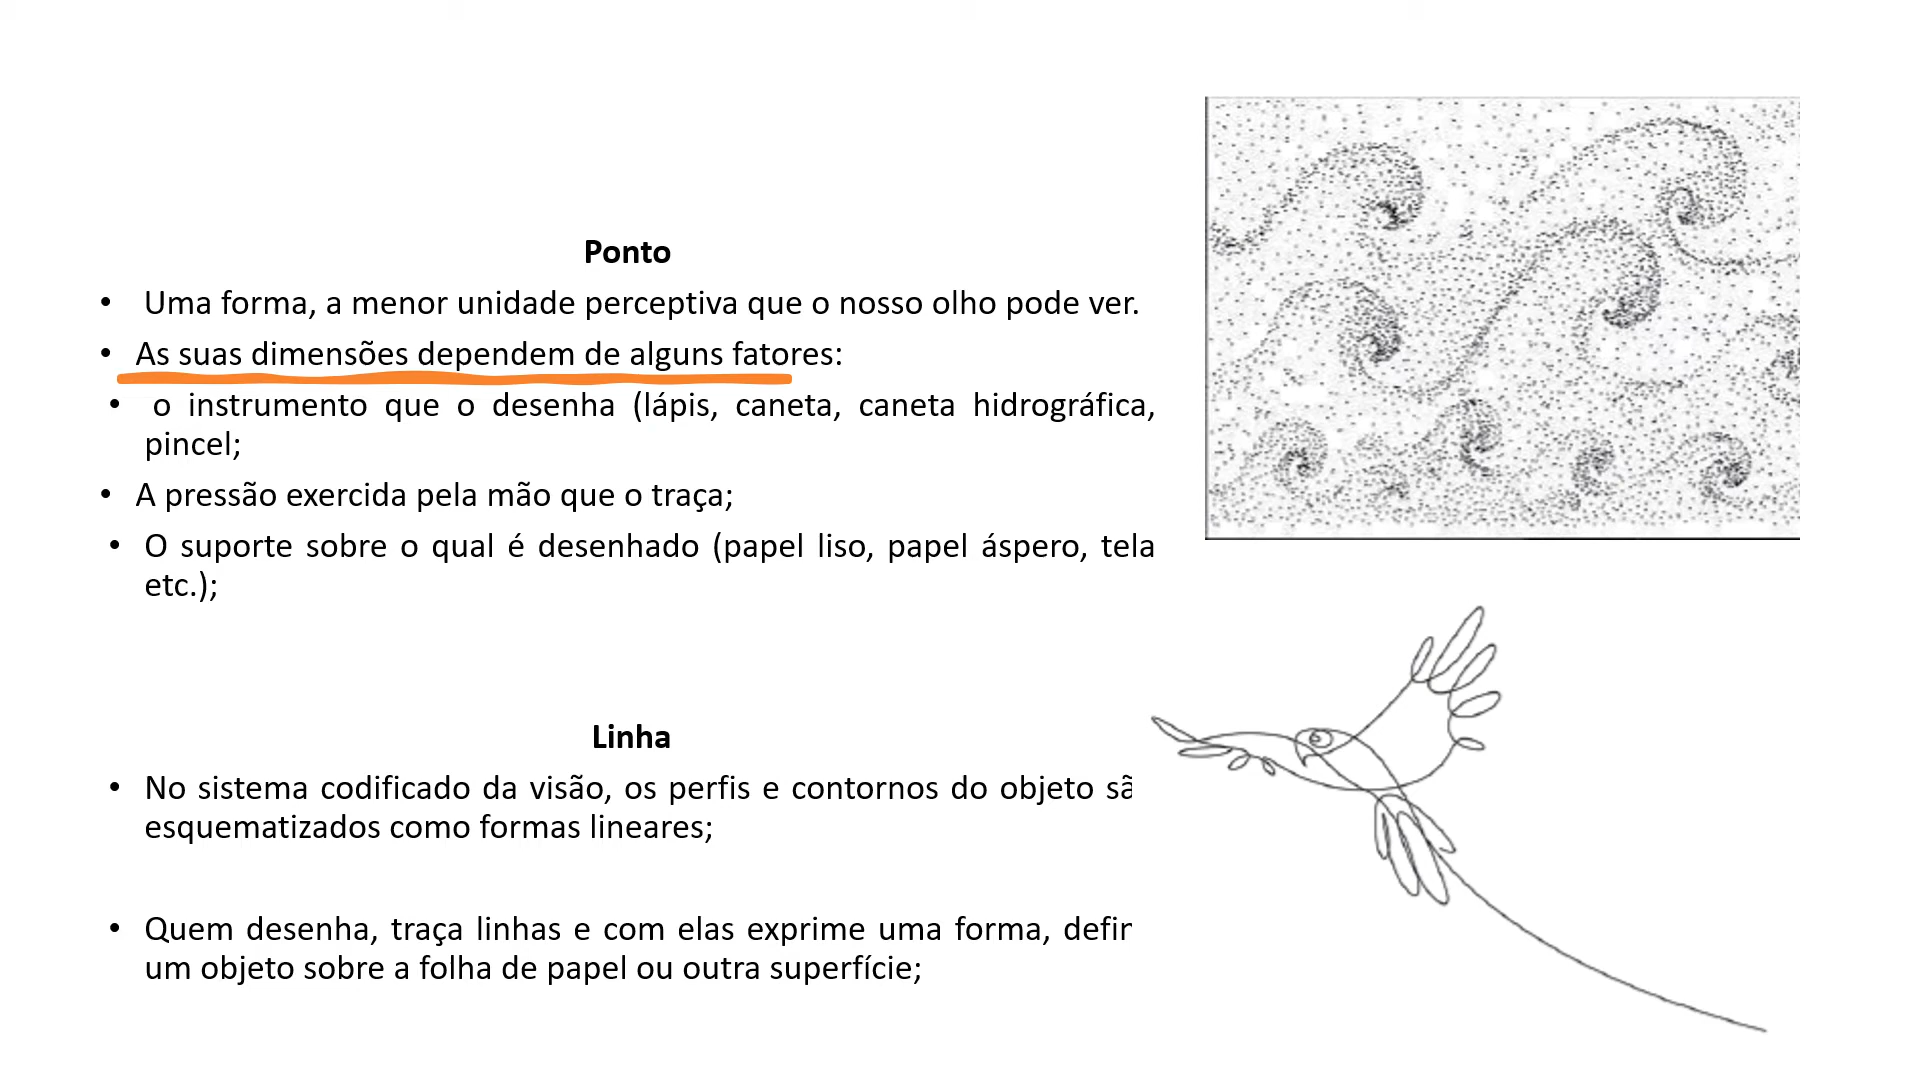 Ponto
• Uma forma, a menor unidade perceptiva que o nosso olho pode ver.
• As suas dimensões dependem de alguns fatores:
• o instrumento que o desenha (lápis, caneta, caneta hidrográfica,
pincel;
• A pressão exercida pela mão que o traça;
• O suporte sobre o qual é desenhado (papel liso, papel áspero, tela
etc.);
Linha
• No sistema codificado da visão, os perfis e contornos do objeto sã
esquematizados como formas lineares;
• Quem desenha, traça linhas e com elas exprime uma forma, defin
um objeto sobre a folha de papel ou outra superfície;